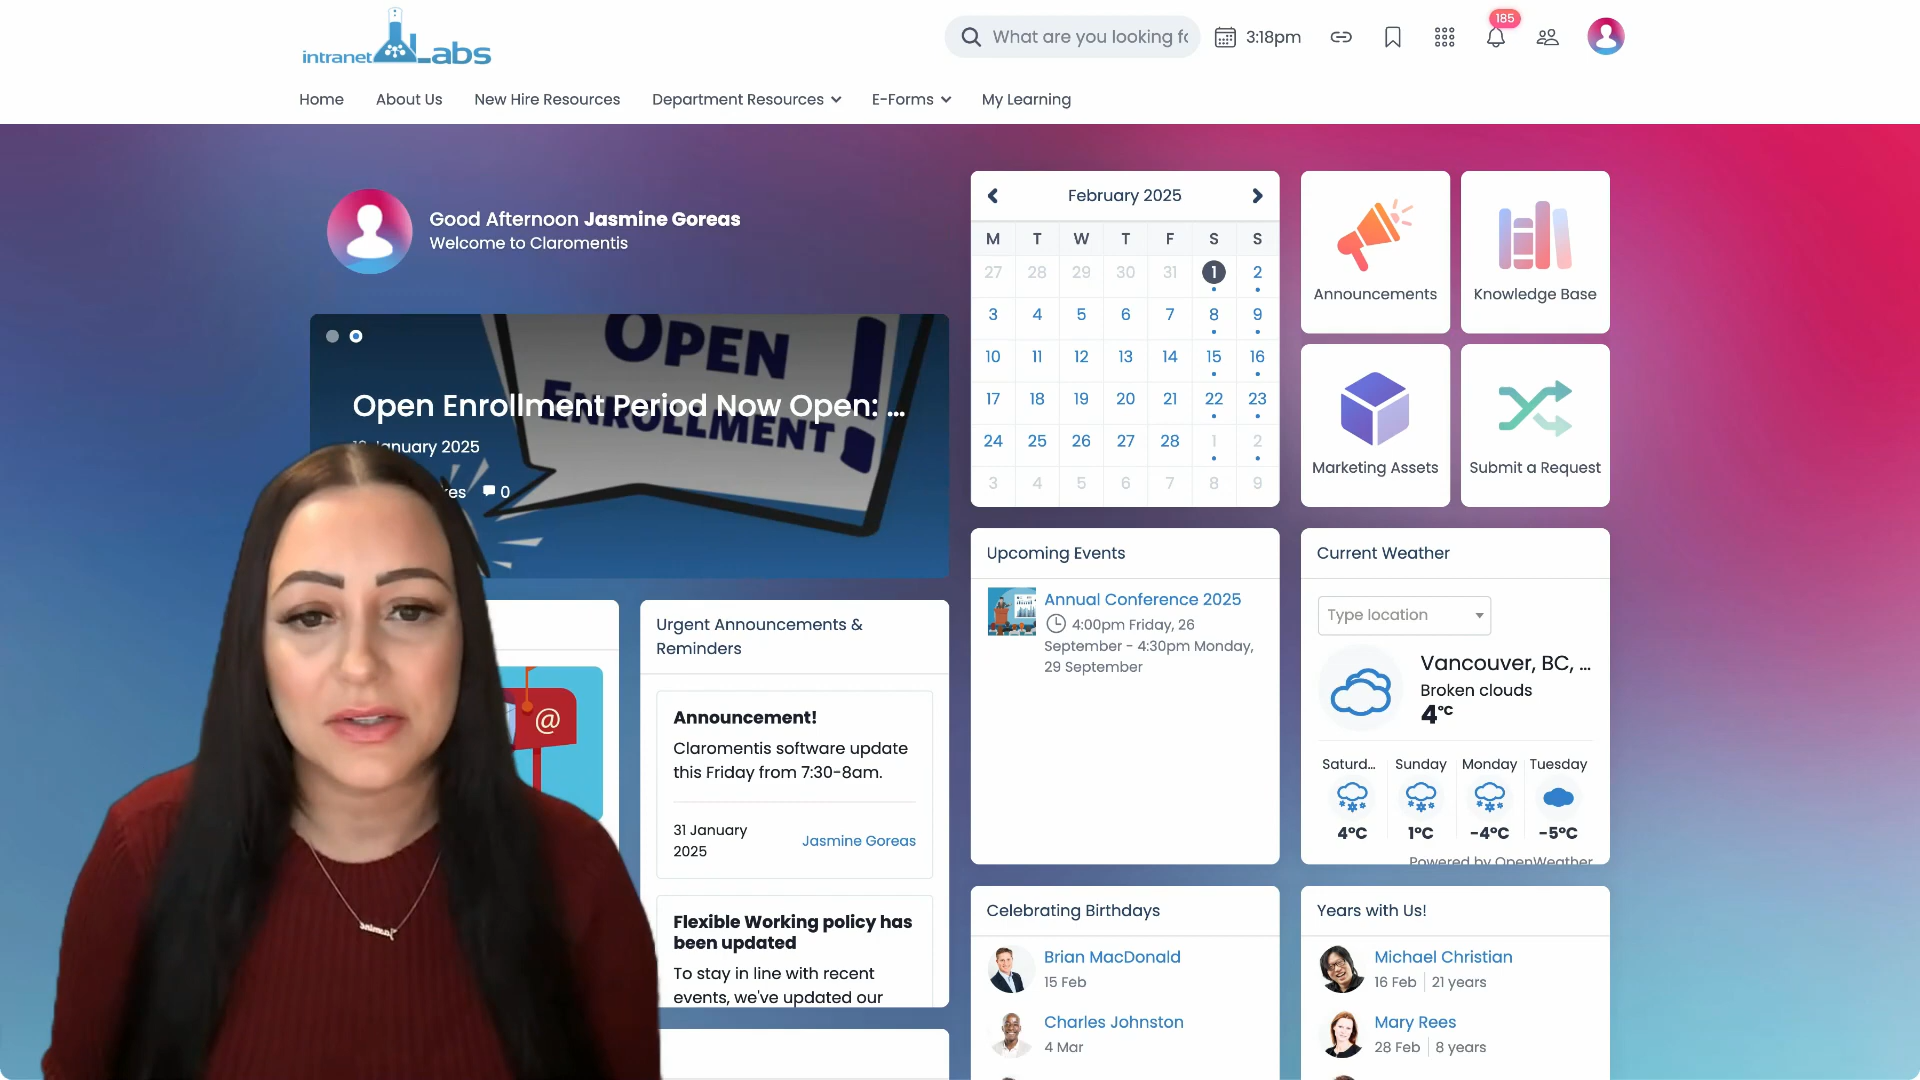 intranet Labs
What are you looking fo
3:18pm
185
Home
About Us
New Hire Resources
Department Resources
E-Forms
My Learning
Good Afternoon Jasmine Goreas
Welcome to Claromentis
OPEN
ENROLLMENT
Open Enrollment Period Now Open: ...
January 2025
0
@
Urgent Announcements &
Reminders
Announcement!
Claromentis software update
this Friday from 7:30-8am.
31 January
2025
Jasmine Goreas
Flexible Working policy has
been updated
To stay in line with recent
events, we've updated our
February 2025
M T W T F S S
27 28 29 30 31 1 2
3 4 5 6 7 8 9
10 11 12 13 14 15 16
17 18 19 20 21 22 23
24 25 26 27 28 1 2
3 4 5 6 7 8 9
Announcements
Knowledge Base
Marketing Assets
Submit a Request
Upcoming Events
Annual Conference 2025
4:00pm Friday, 26
September - 4:30pm Monday,
29 September
Current Weather
Type location
Vancouver, BC, ...
Broken clouds
4°C
Saturd... Sunday Monday Tuesday
4°C 1°C -4°C -5°C
Powered by OpenWeather
Celebrating Birthdays
Brian MacDonald
15 Feb
Charles Johnston
4 Mar
Years with Us!
Michael Christian
16 Feb 21 years
Mary Rees
28 Feb 8 years